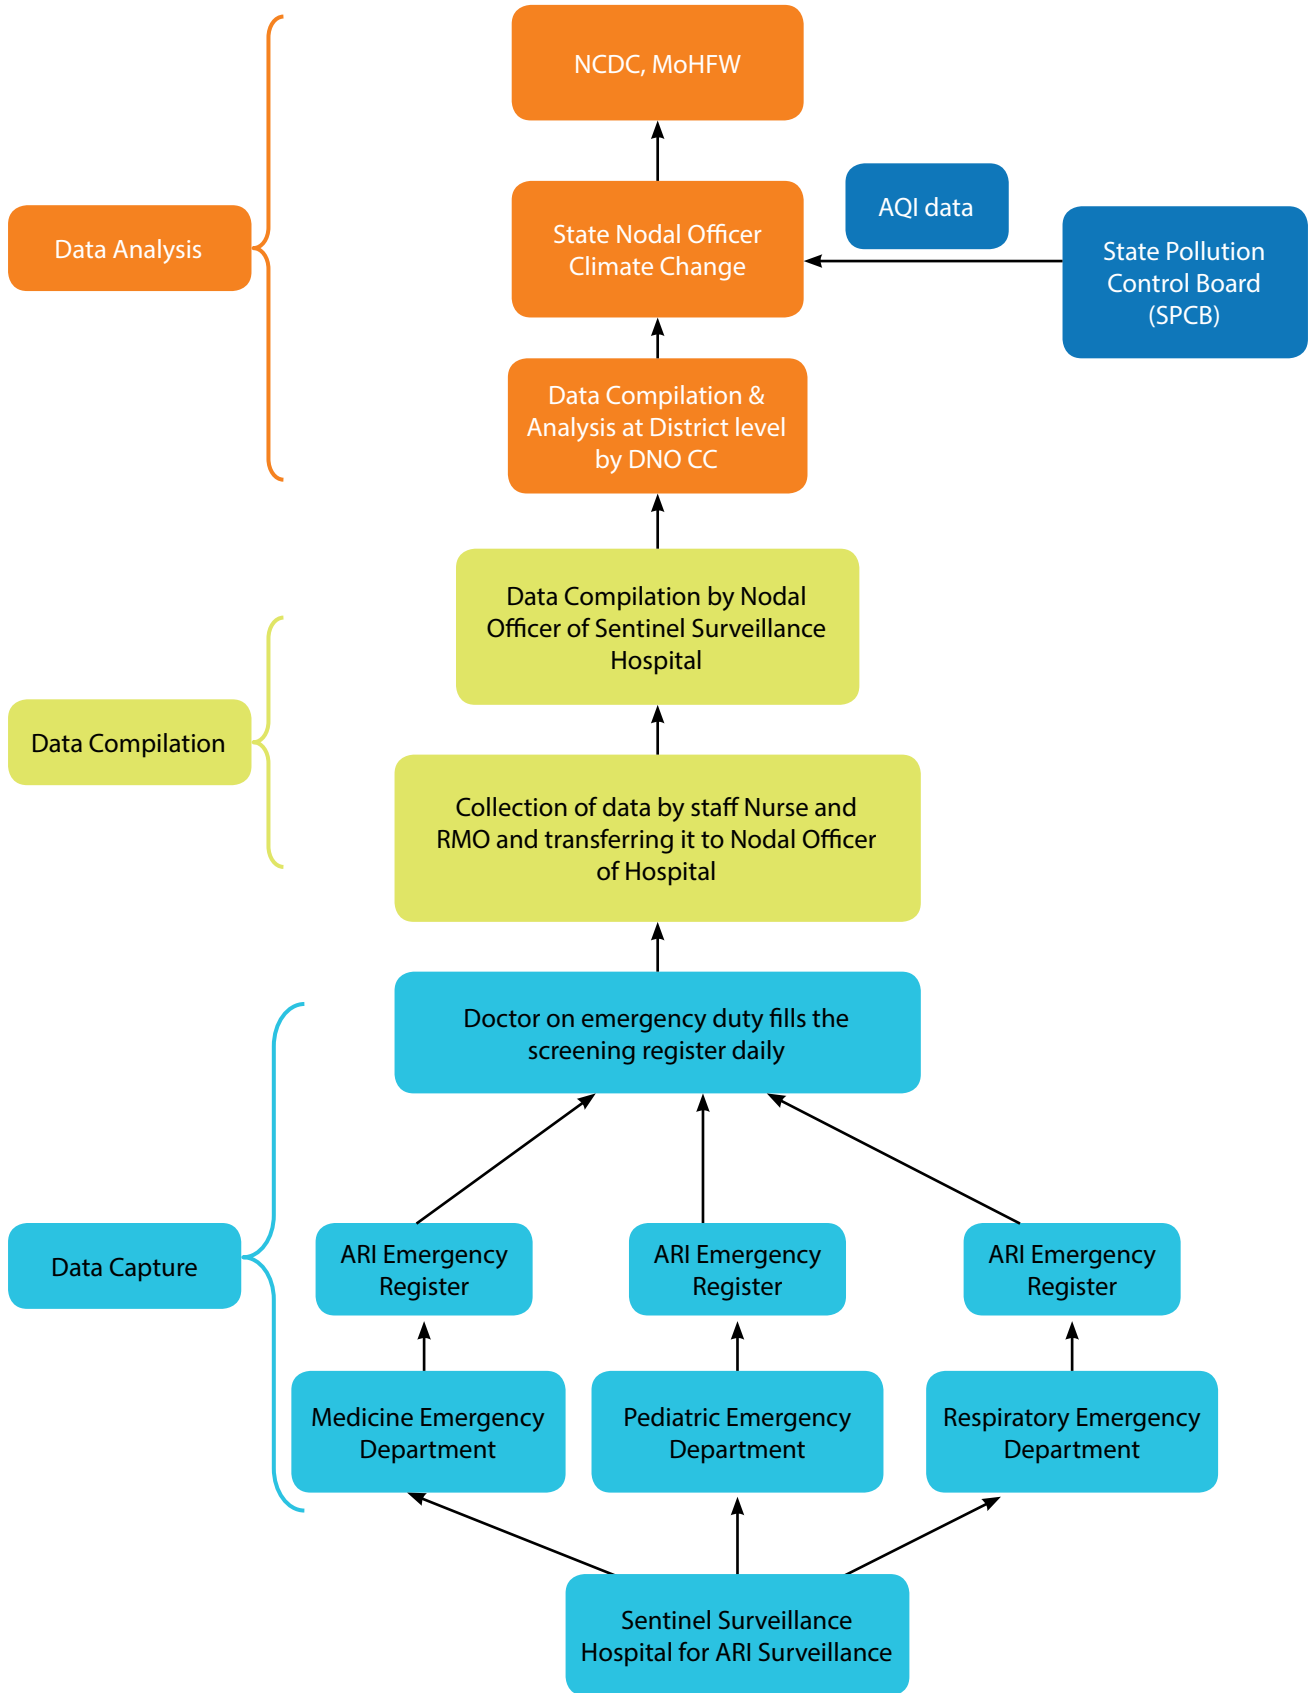 NCDC, MoHFW
AQI data
State Nodal Officer
Climate Change
State Pollution
Control Board
(SPCB)
Data Analysis
Data Compilation &
Analysis at District level
by DNO CC
Data Compilation by Nodal
Officer of Sentinel Surveillance
Hospital
Data Compilation
Collection of data by staff Nurse and
RMO and transferring it to Nodal Officer
of Hospital
Doctor on emergency duty fills the
screening register daily
Data Capture
ARI Emergency
Register
ARI Emergency
Register
ARI Emergency
Register
Medicine Emergency
Department
Pediatric Emergency
Department
Respiratory Emergency
Department
Sentinel Surveillance
Hospital for ARI Surveillance